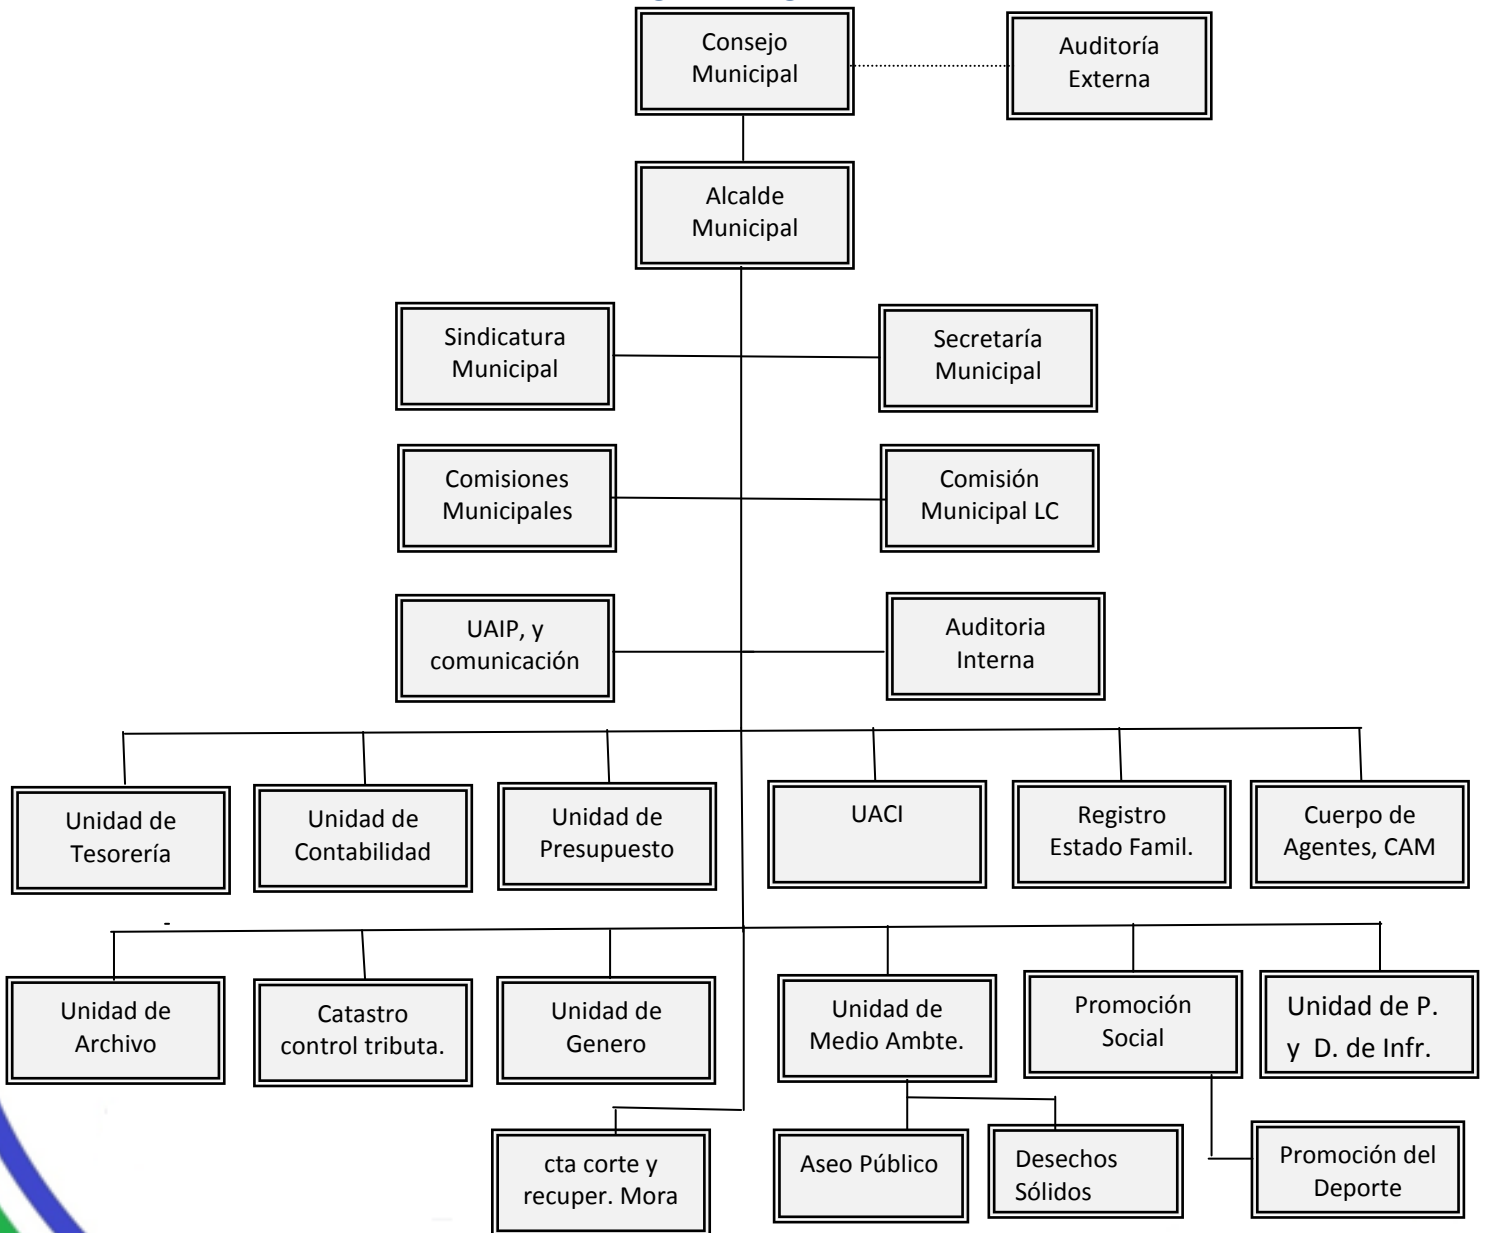 Consejo
Municipal
Auditoría
Externa
Alcalde
Municipal
Sindicatura
Municipal
Secretaría
Municipal
Comisiones
Municipales
Comisión
Municipal LC
UAIP, y
comunicación
Auditoria
Interna
Unidad de
Tesorería
Unidad de
Contabilidad
Unidad de
Presupuesto
UACI
Registro
Estado Famil.
Cuerpo de
Agentes, CAM
-
Unidad de
Archivo
Catastro
control tributa.
Unidad de
Genero
Unidad de
Medio Ambte.
Promoción
Social
Unidad de P.
y D. de Infr.
cta corte y
recuper. Mora
Aseo Público
Desechos
Sólidos
Promoción del
Deporte